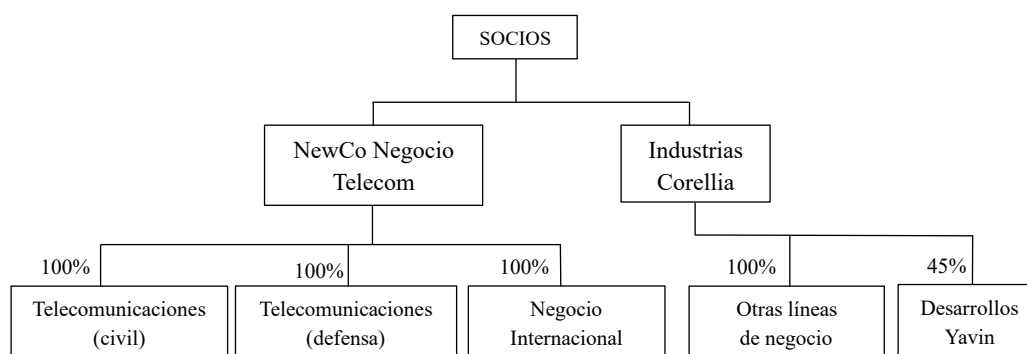 SOCIOS
NewCo Negocio
Telecom
Industrias
Corellia
100%
100%
100%
100%
45%
Telecomunicaciones
(civil)
Telecomunicaciones
(defensa)
Negocio
Internacional
Otras líneas
de negocio
Desarrollos
Yavin